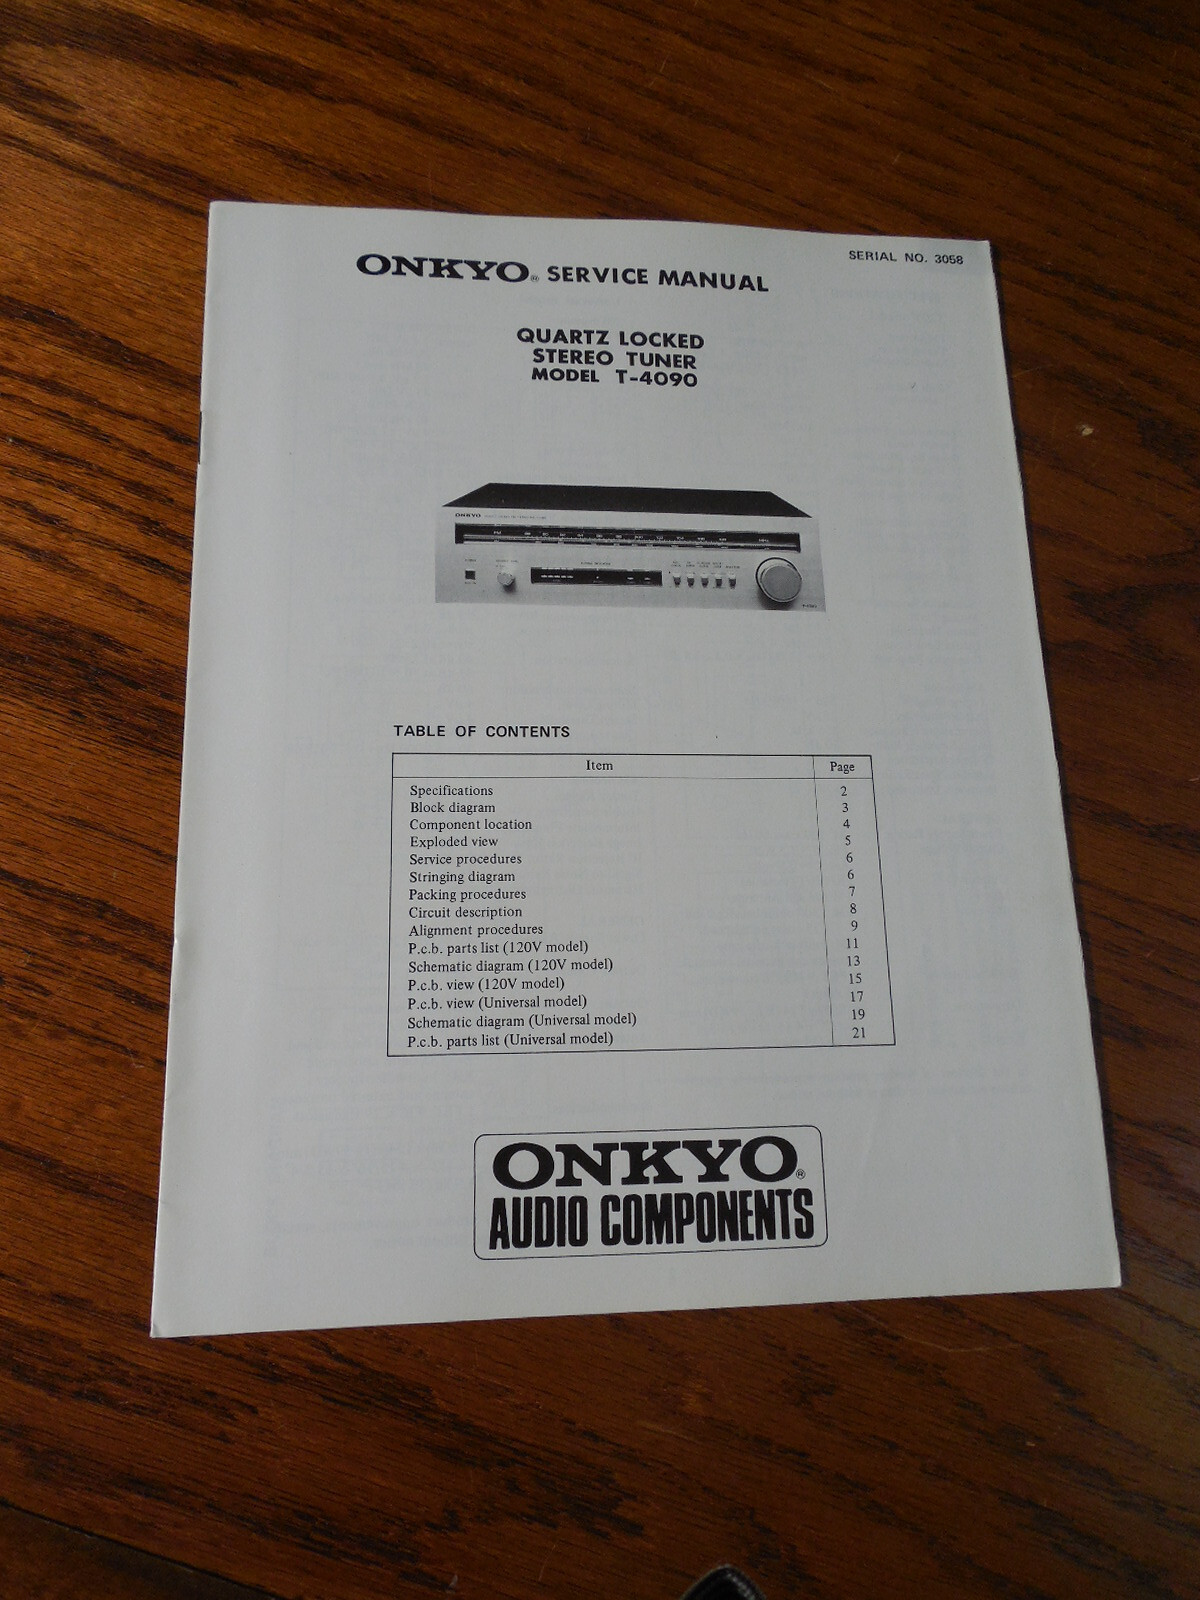 SERIAL NO. 3058
ONKYO® SERVICE MANUAL
QUARTZ LOCKED
STEREO TUNER
MODEL T-4090
ONKYO
TABLE OF CONTENTS
Item Page
Specifications 2
Block diagram 3
Component location 4
Exploded view 5
Service procedures 6
Stringing diagram 6
Packing procedures 7
Circuit description 8
Alignment procedures 9
P.c.b. parts list (120V model) 11
Schematic diagram (120V model) 13
P.c.b. view (120V model) 15
P.c.b. view (Universal model) 17
Schematic diagram (Universal model) 19
P.c.b. parts list (Universal model) 21
ONKYO®
AUDIO COMPONENTS